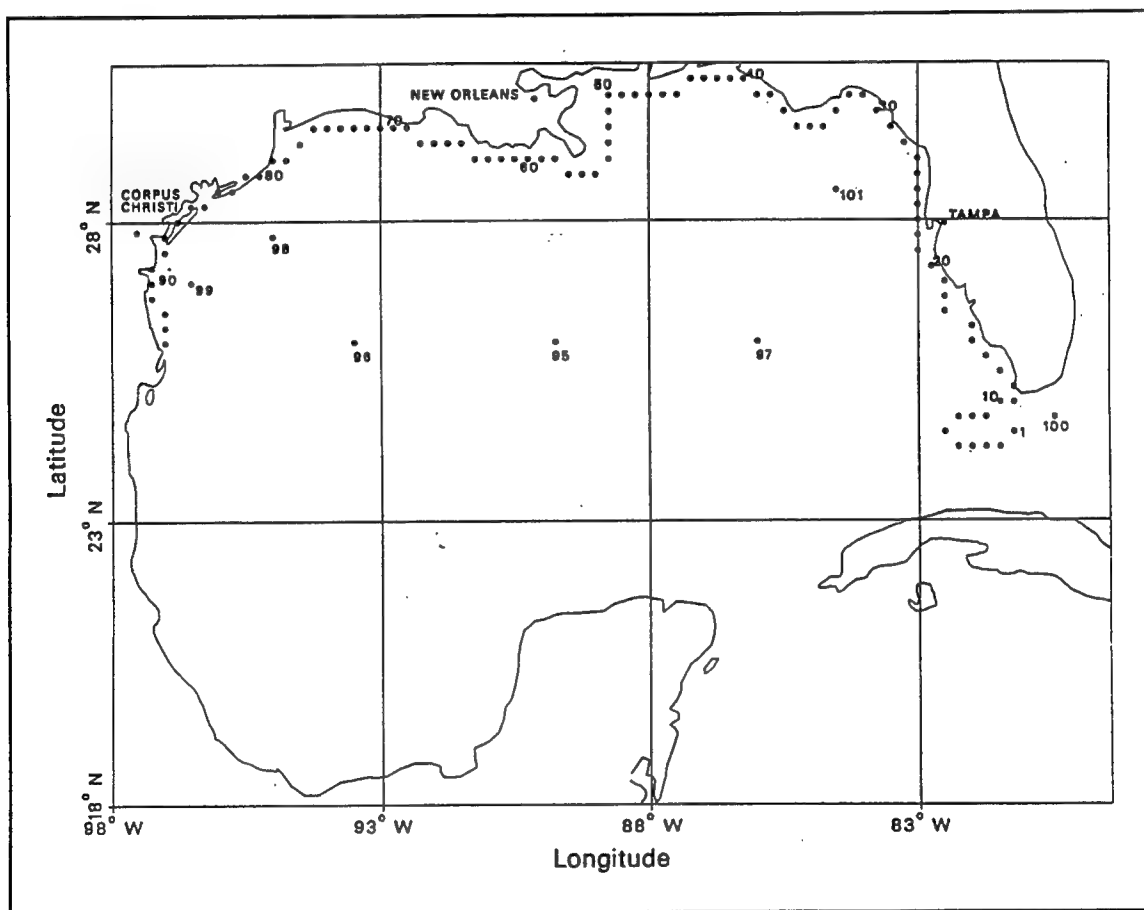 40
50
NEW ORLEANS
30
70
60
80
CORPUS
CHRISTI
101
TAMPA
28° N
98
20
90
99
96
95
97
10
1
100
Latitude
23° N
18° N
98° W
93° W
88° W
83° W
Longitude